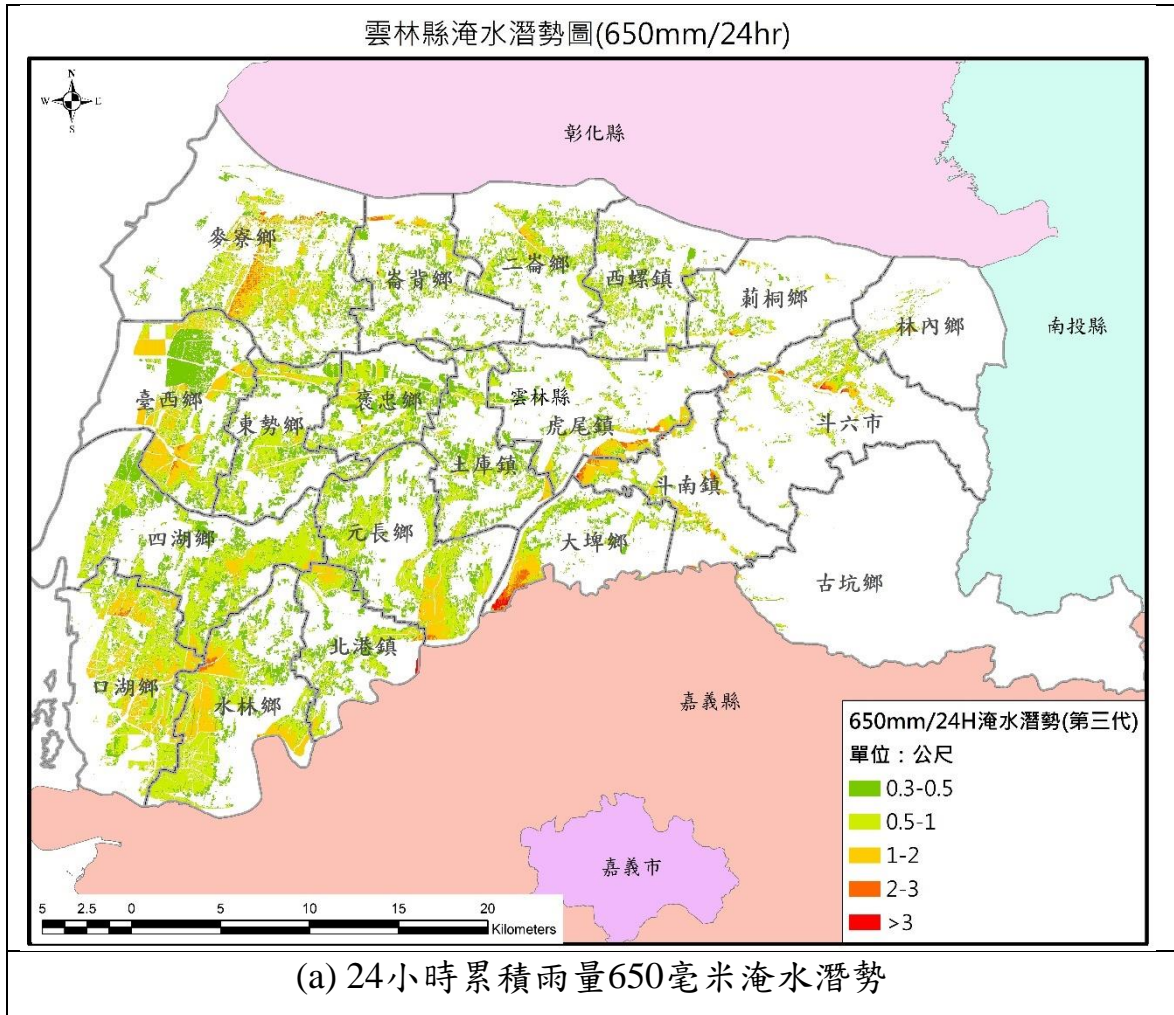 雲林縣淹水潛勢圖(650mm/24hr)
N
W E
S
彰化縣
麥寮鄉
崙背鄉
二崙鄉
西螺鎮
莿桐鄉
林內鄉
南投縣
臺西鄉
東勢鄉
褒忠鄉
雲林縣
虎尾鎮
斗六市
土庫鎮
斗南鎮
四湖鄉
元長鄉
大埤鄉
古坑鄉
北港鎮
口湖鄉
水林鄉
嘉義縣
嘉義市
650mm/24H淹水潛勢(第三代)
單位：公尺
0.3-0.5
0.5-1
1-2
2-3
>3
5 2.5 0 5 10 15 20
Kilometers
(a) 24小時累積雨量650毫米淹水潛勢